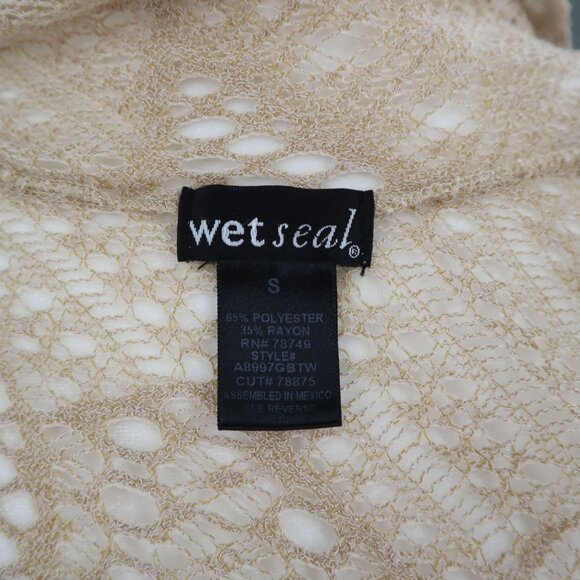 wet seal®
S
65% POLYESTER
35% RAYON
RN# 78749
STYLE#
A8997GBTW
CUT# 78875
ASSEMBLED IN MEXICO
SEE REVERSE